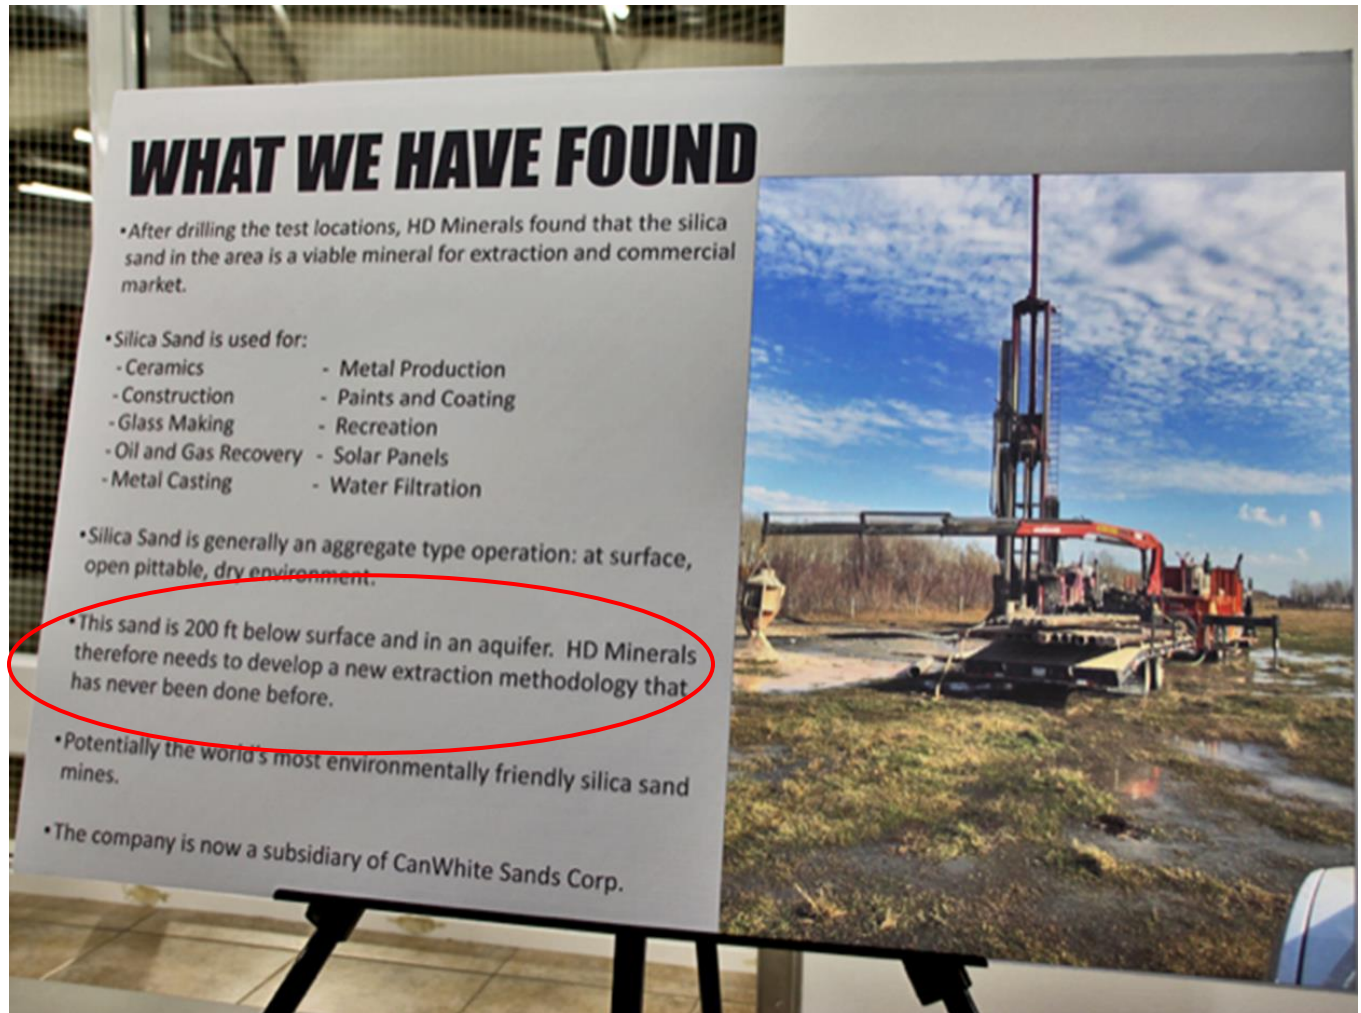 WHAT WE HAVE FOUND
•After drilling the test locations, HD Minerals found that the silica
sand in the area is a viable mineral for extraction and commercial
market.
•Silica Sand is used for:
-Ceramics - Metal Production
-Construction - Paints and Coating
-Glass Making - Recreation
-Oil and Gas Recovery - Solar Panels
-Metal Casting - Water Filtration
•Silica Sand is generally an aggregate type operation: at surface,
open pittable, dry environment.
•This sand is 200 ft below surface and in an aquifer. HD Minerals
therefore needs to develop a new extraction methodology that
has never been done before.
•Potentially the world's most environmentally friendly silica sand
mines.
•The company is now a subsidiary of CanWhite Sands Corp.